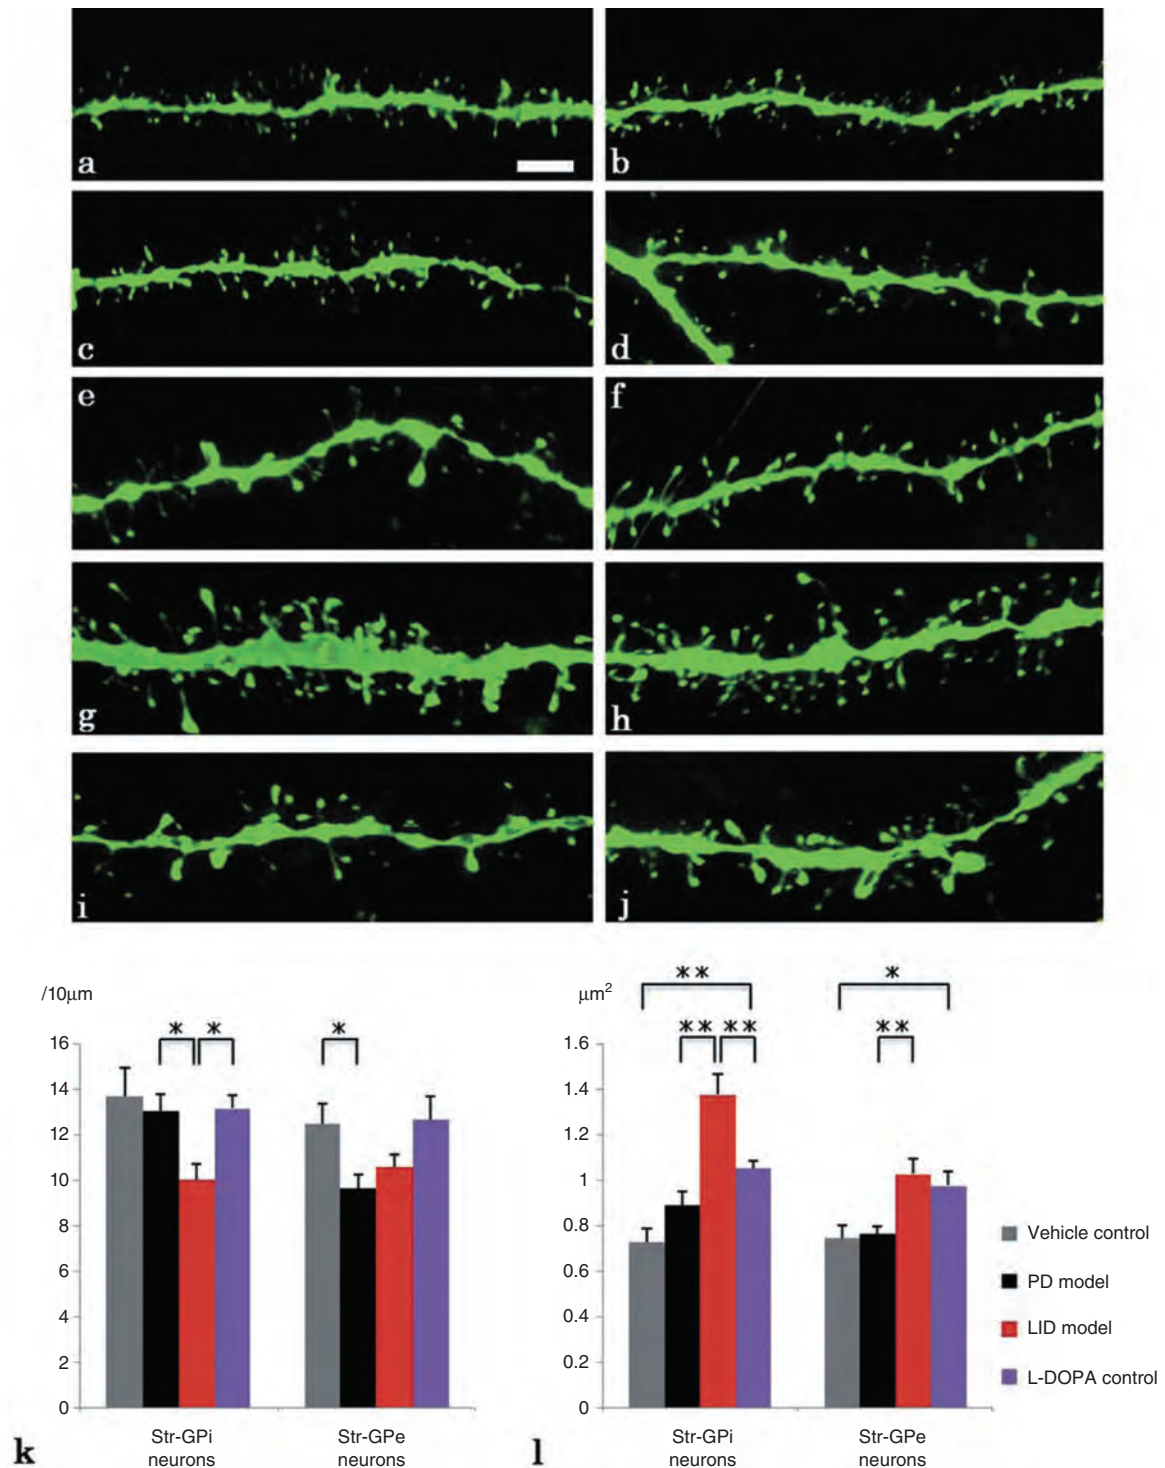 a
b
c
d
e
f
g
h
i
j
/10μm
* *
*
16
14
12
10
8
6
4
2
0
Str-GPi
neurons
Str-GPe
neurons
k
μm²
**
*
** **
**
1.6
1.4
1.2
1
0.8
0.6
0.4
0.2
0
Str-GPi
neurons
Str-GPe
neurons
l
Vehicle control
PD model
LID model
L-DOPA control